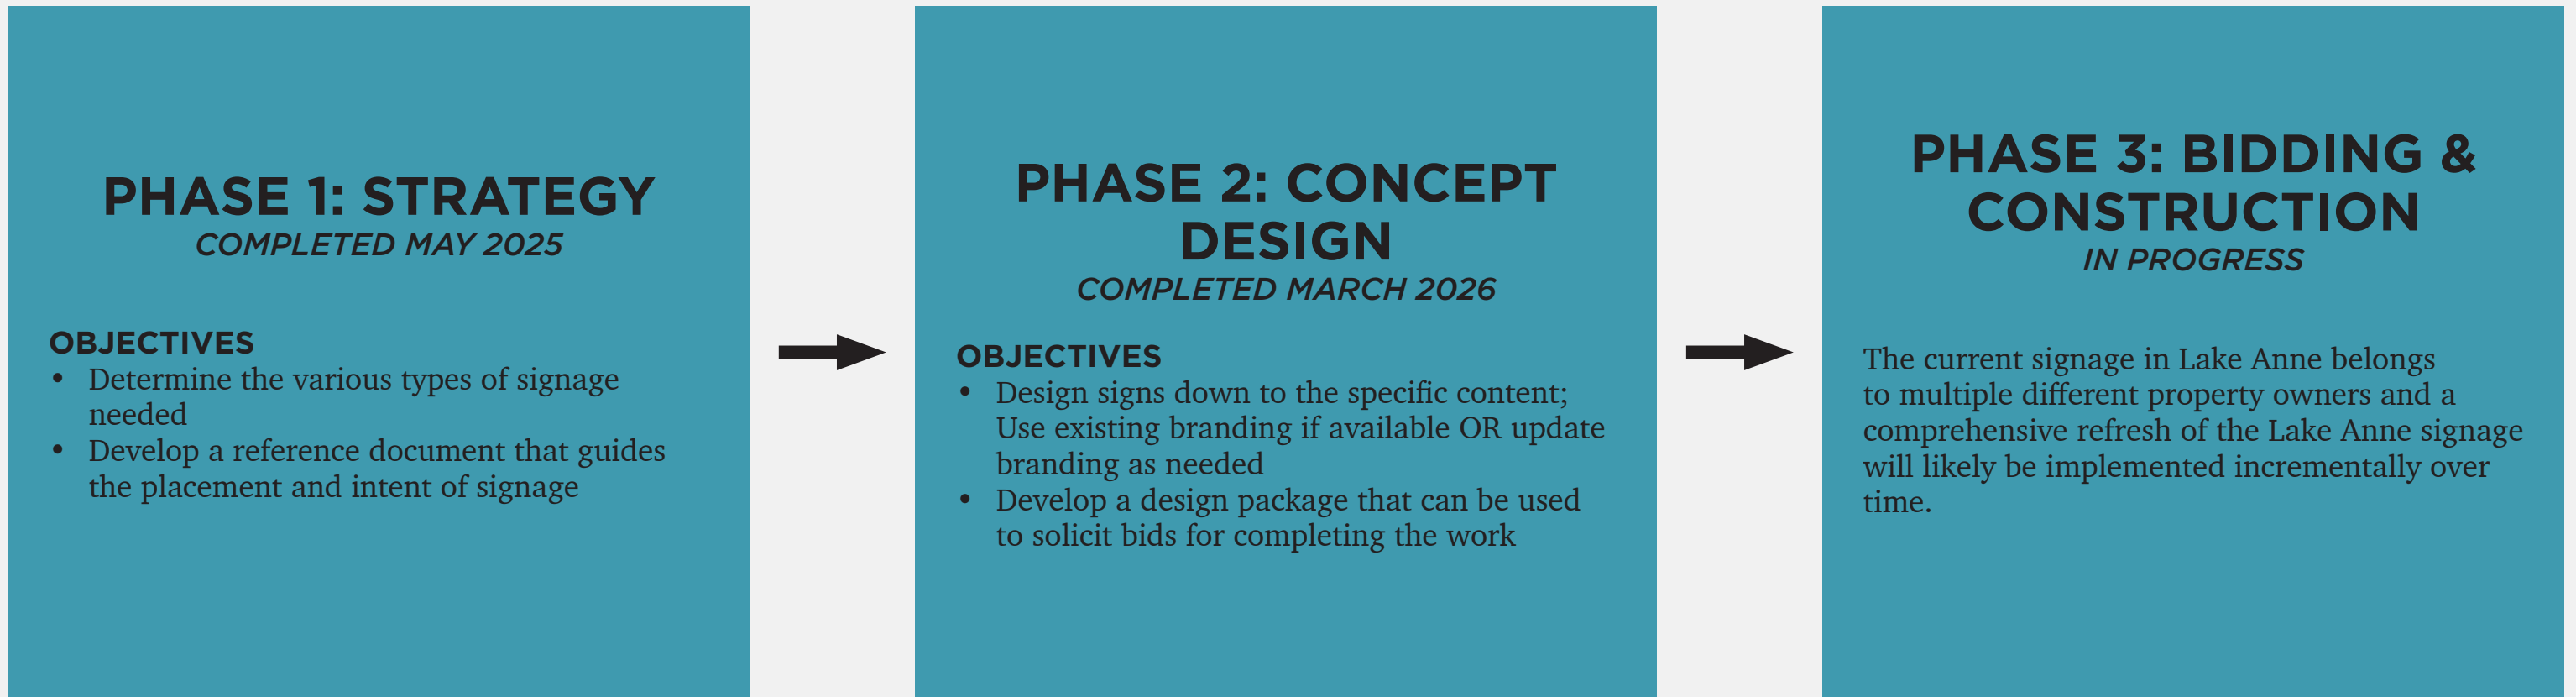 PHASE 1: STRATEGY
COMPLETED MAY 2025
OBJECTIVES
• Determine the various types of signage
needed
• Develop a reference document that guides
the placement and intent of signage
PHASE 2: CONCEPT
DESIGN
COMPLETED MARCH 2026
OBJECTIVES
• Design signs down to the specific content;
Use existing branding if available OR update
branding as needed
• Develop a design package that can be used
to solicit bids for completing the work
PHASE 3: BIDDING &
CONSTRUCTION
IN PROGRESS
The current signage in Lake Anne belongs
to multiple different property owners and a
comprehensive refresh of the Lake Anne signage
will likely be implemented incrementally over
time.